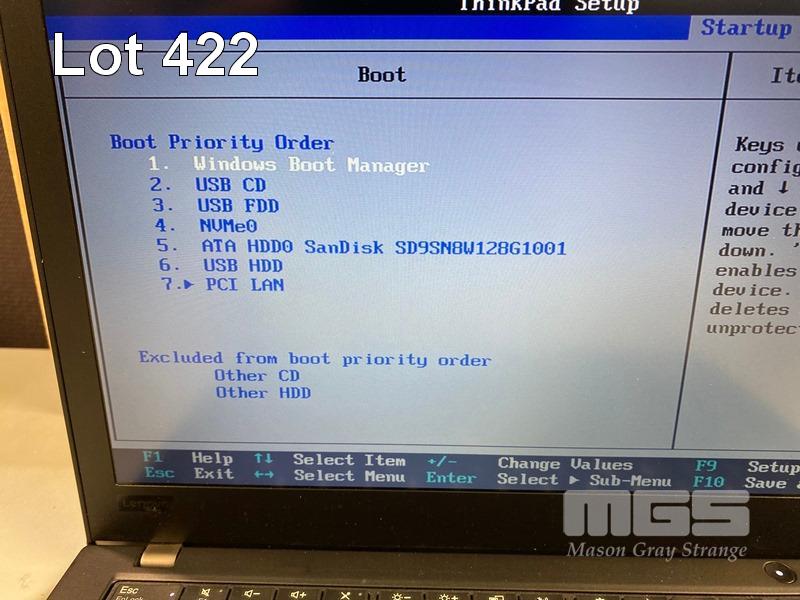 ThinkPad Setup
Startup
Lot 422
Boot
Boot Priority Order
1. Windows Boot Manager
2. USB CD
3. USB FDD
4. NVMe0
5. ATA HDD0 SanDisk SD9SN8W128G1001
6. USB HDD
7.▸ PCI LAN
Excluded from boot priority order
Other CD
Other HDD
Keys
config
and ↓
device
move th
down.
enables
device.
deletes
unprotec
F1 Help ↑↓ Select Item +/- Change Values F9 Setup
Esc Exit ←→ Select Menu Enter Select ▸ Sub-Menu F10 Save
Lenovo
MGS
Mason Gray Strange
Esc
FnLock